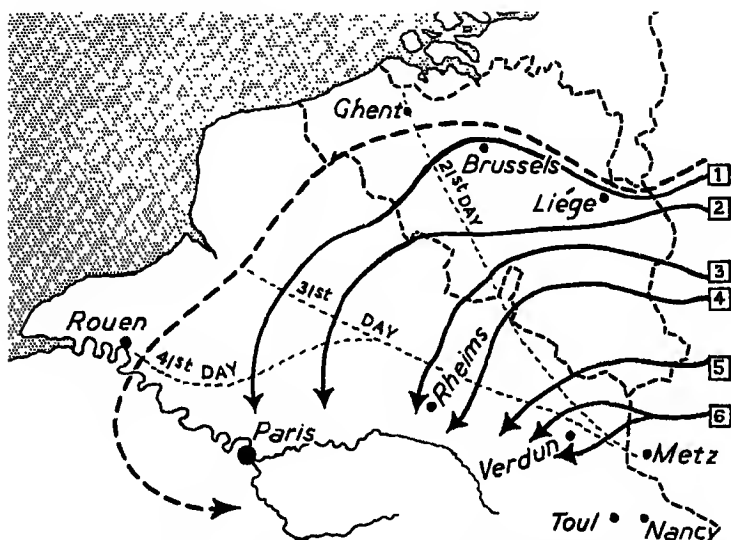 Ghent
Brussels
1
Liége
2
21st DAY
3
31st DAY
4
Rouen
41st DAY
Rheims
5
6
Paris
Verdun
Metz
Toul
Nancy